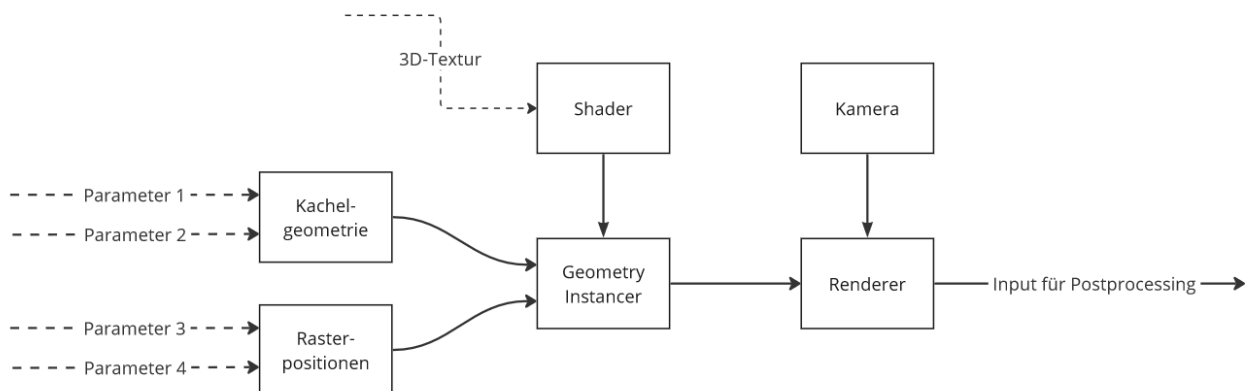 3D-Textur
Shader
Kamera
Parameter 1
Parameter 2
Kachel-
geometrie
Geometry
Instancer
Renderer
Input für Postprocessing
Parameter 3
Parameter 4
Raster-
positionen